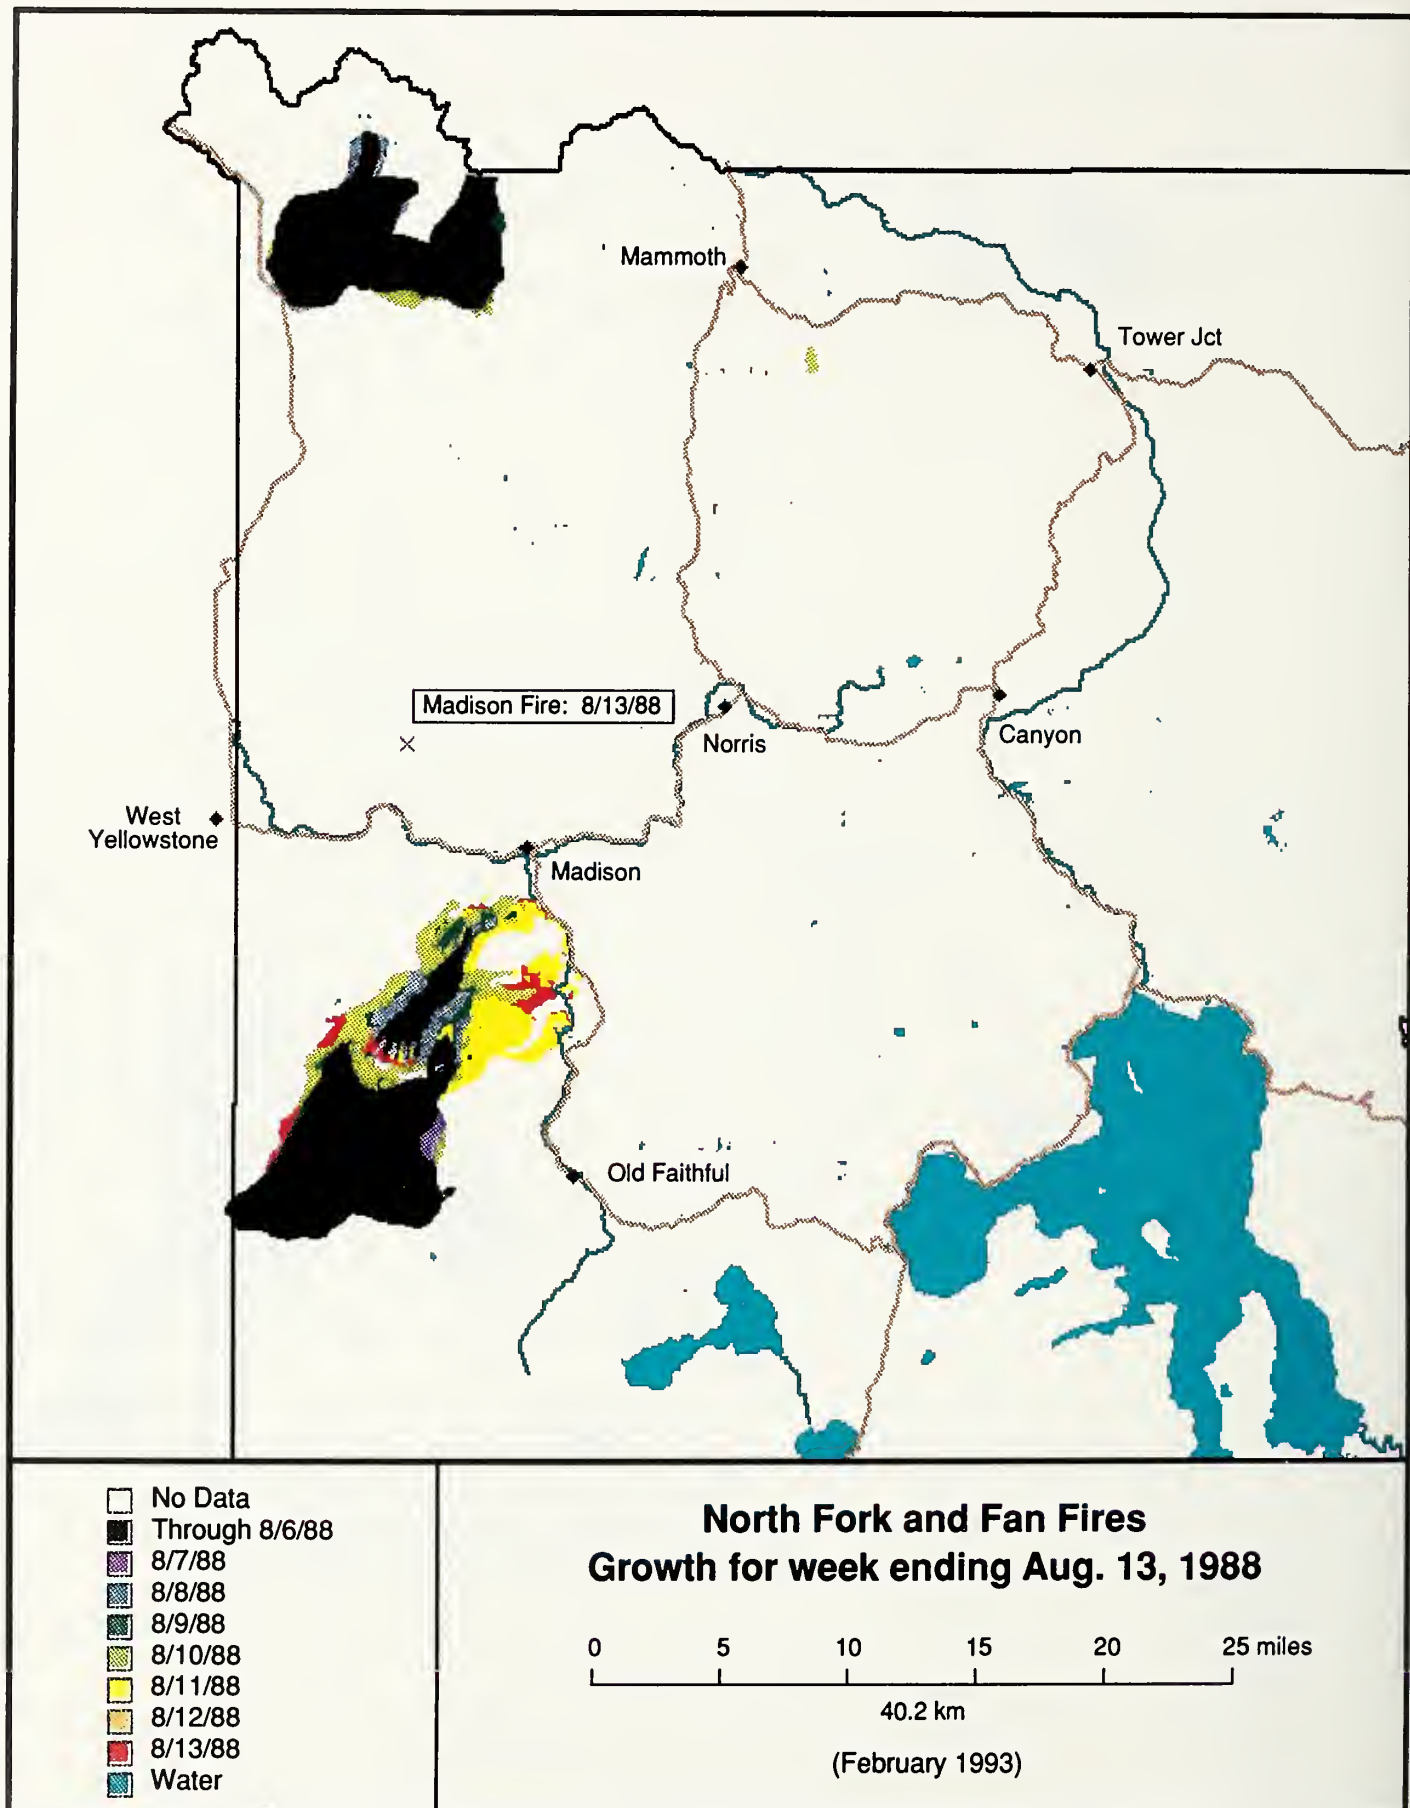 Mammoth
Tower Jct
Madison Fire: 8/13/88
Norris
Canyon
West
Yellowstone
Madison
Old Faithful
No Data
Through 8/6/88
8/7/88
8/8/88
8/9/88
8/10/88
8/11/88
8/12/88
8/13/88
Water
North Fork and Fan Fires
Growth for week ending Aug. 13, 1988
0 5 10 15 20 25 miles
40.2 km
(February 1993)